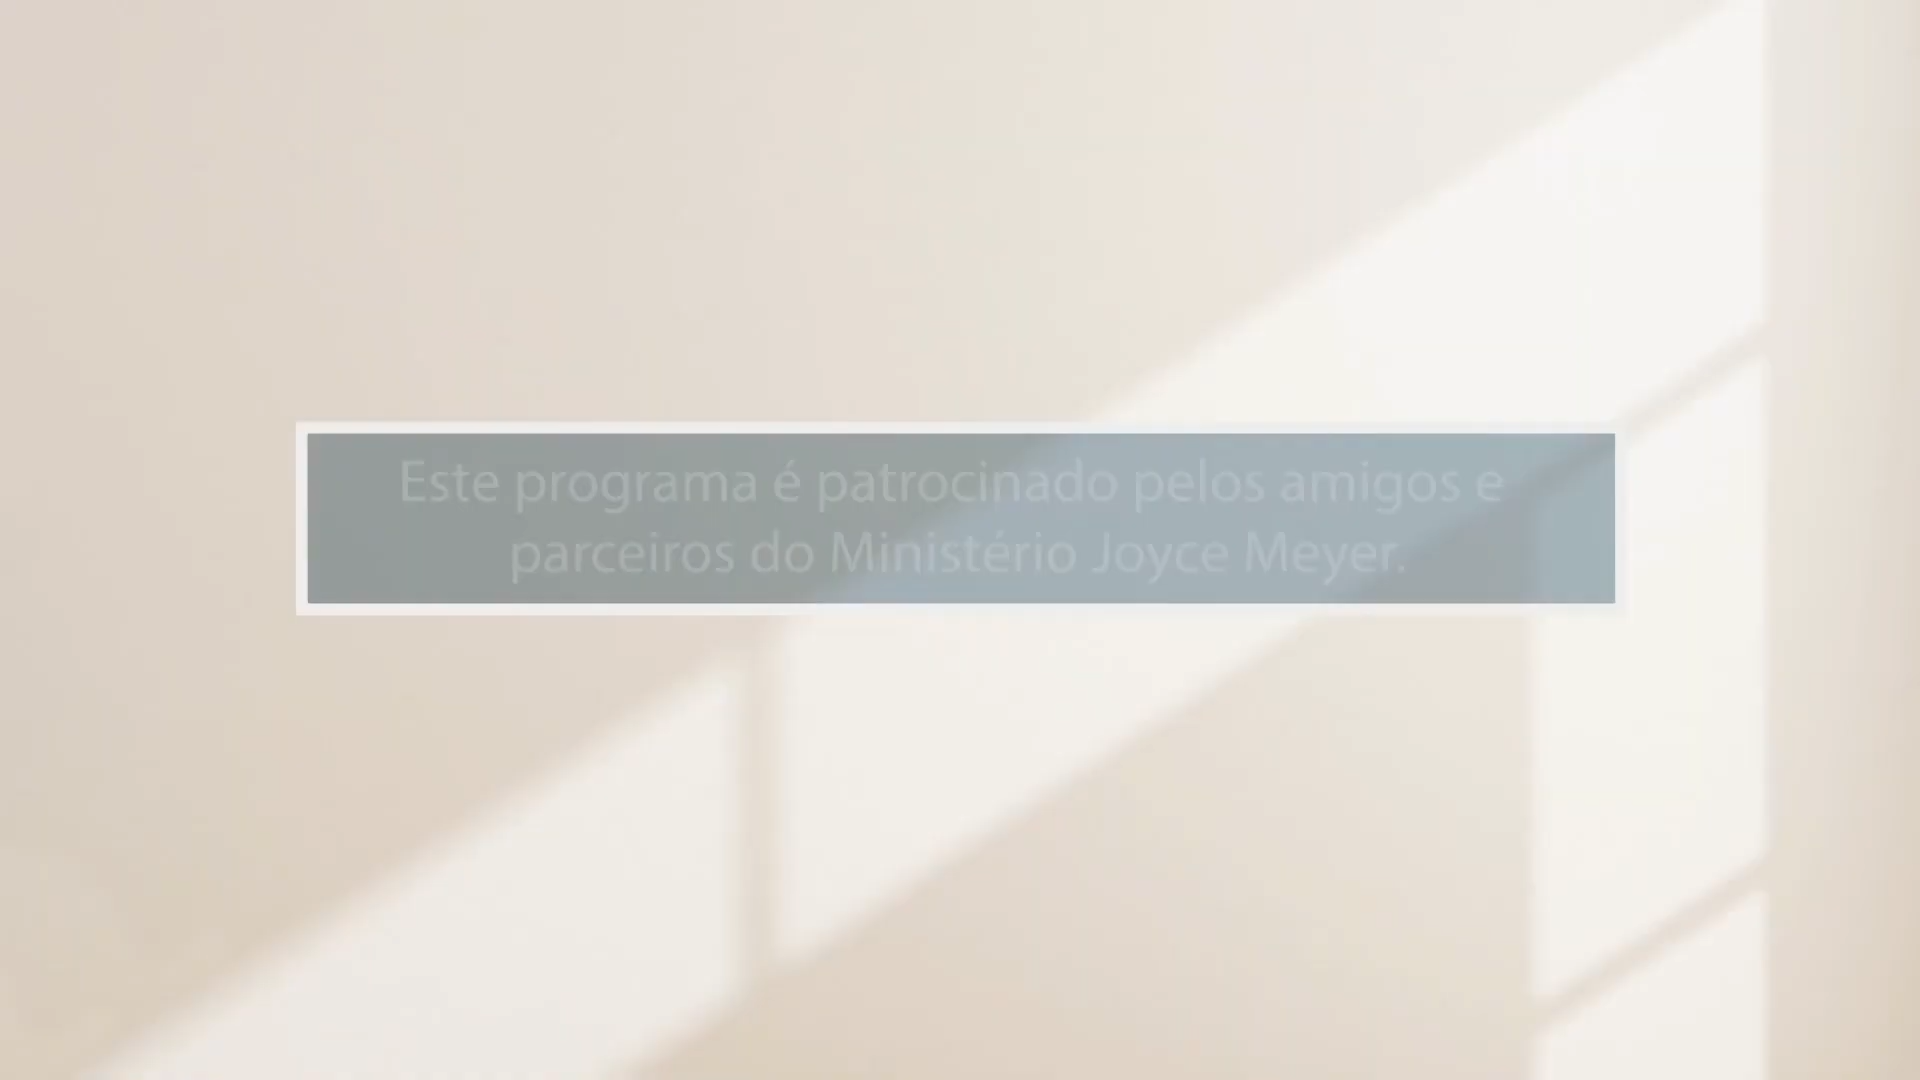 Este programa é patrocinado pelos amigos e
parceiros do Ministério Joyce Meyer.